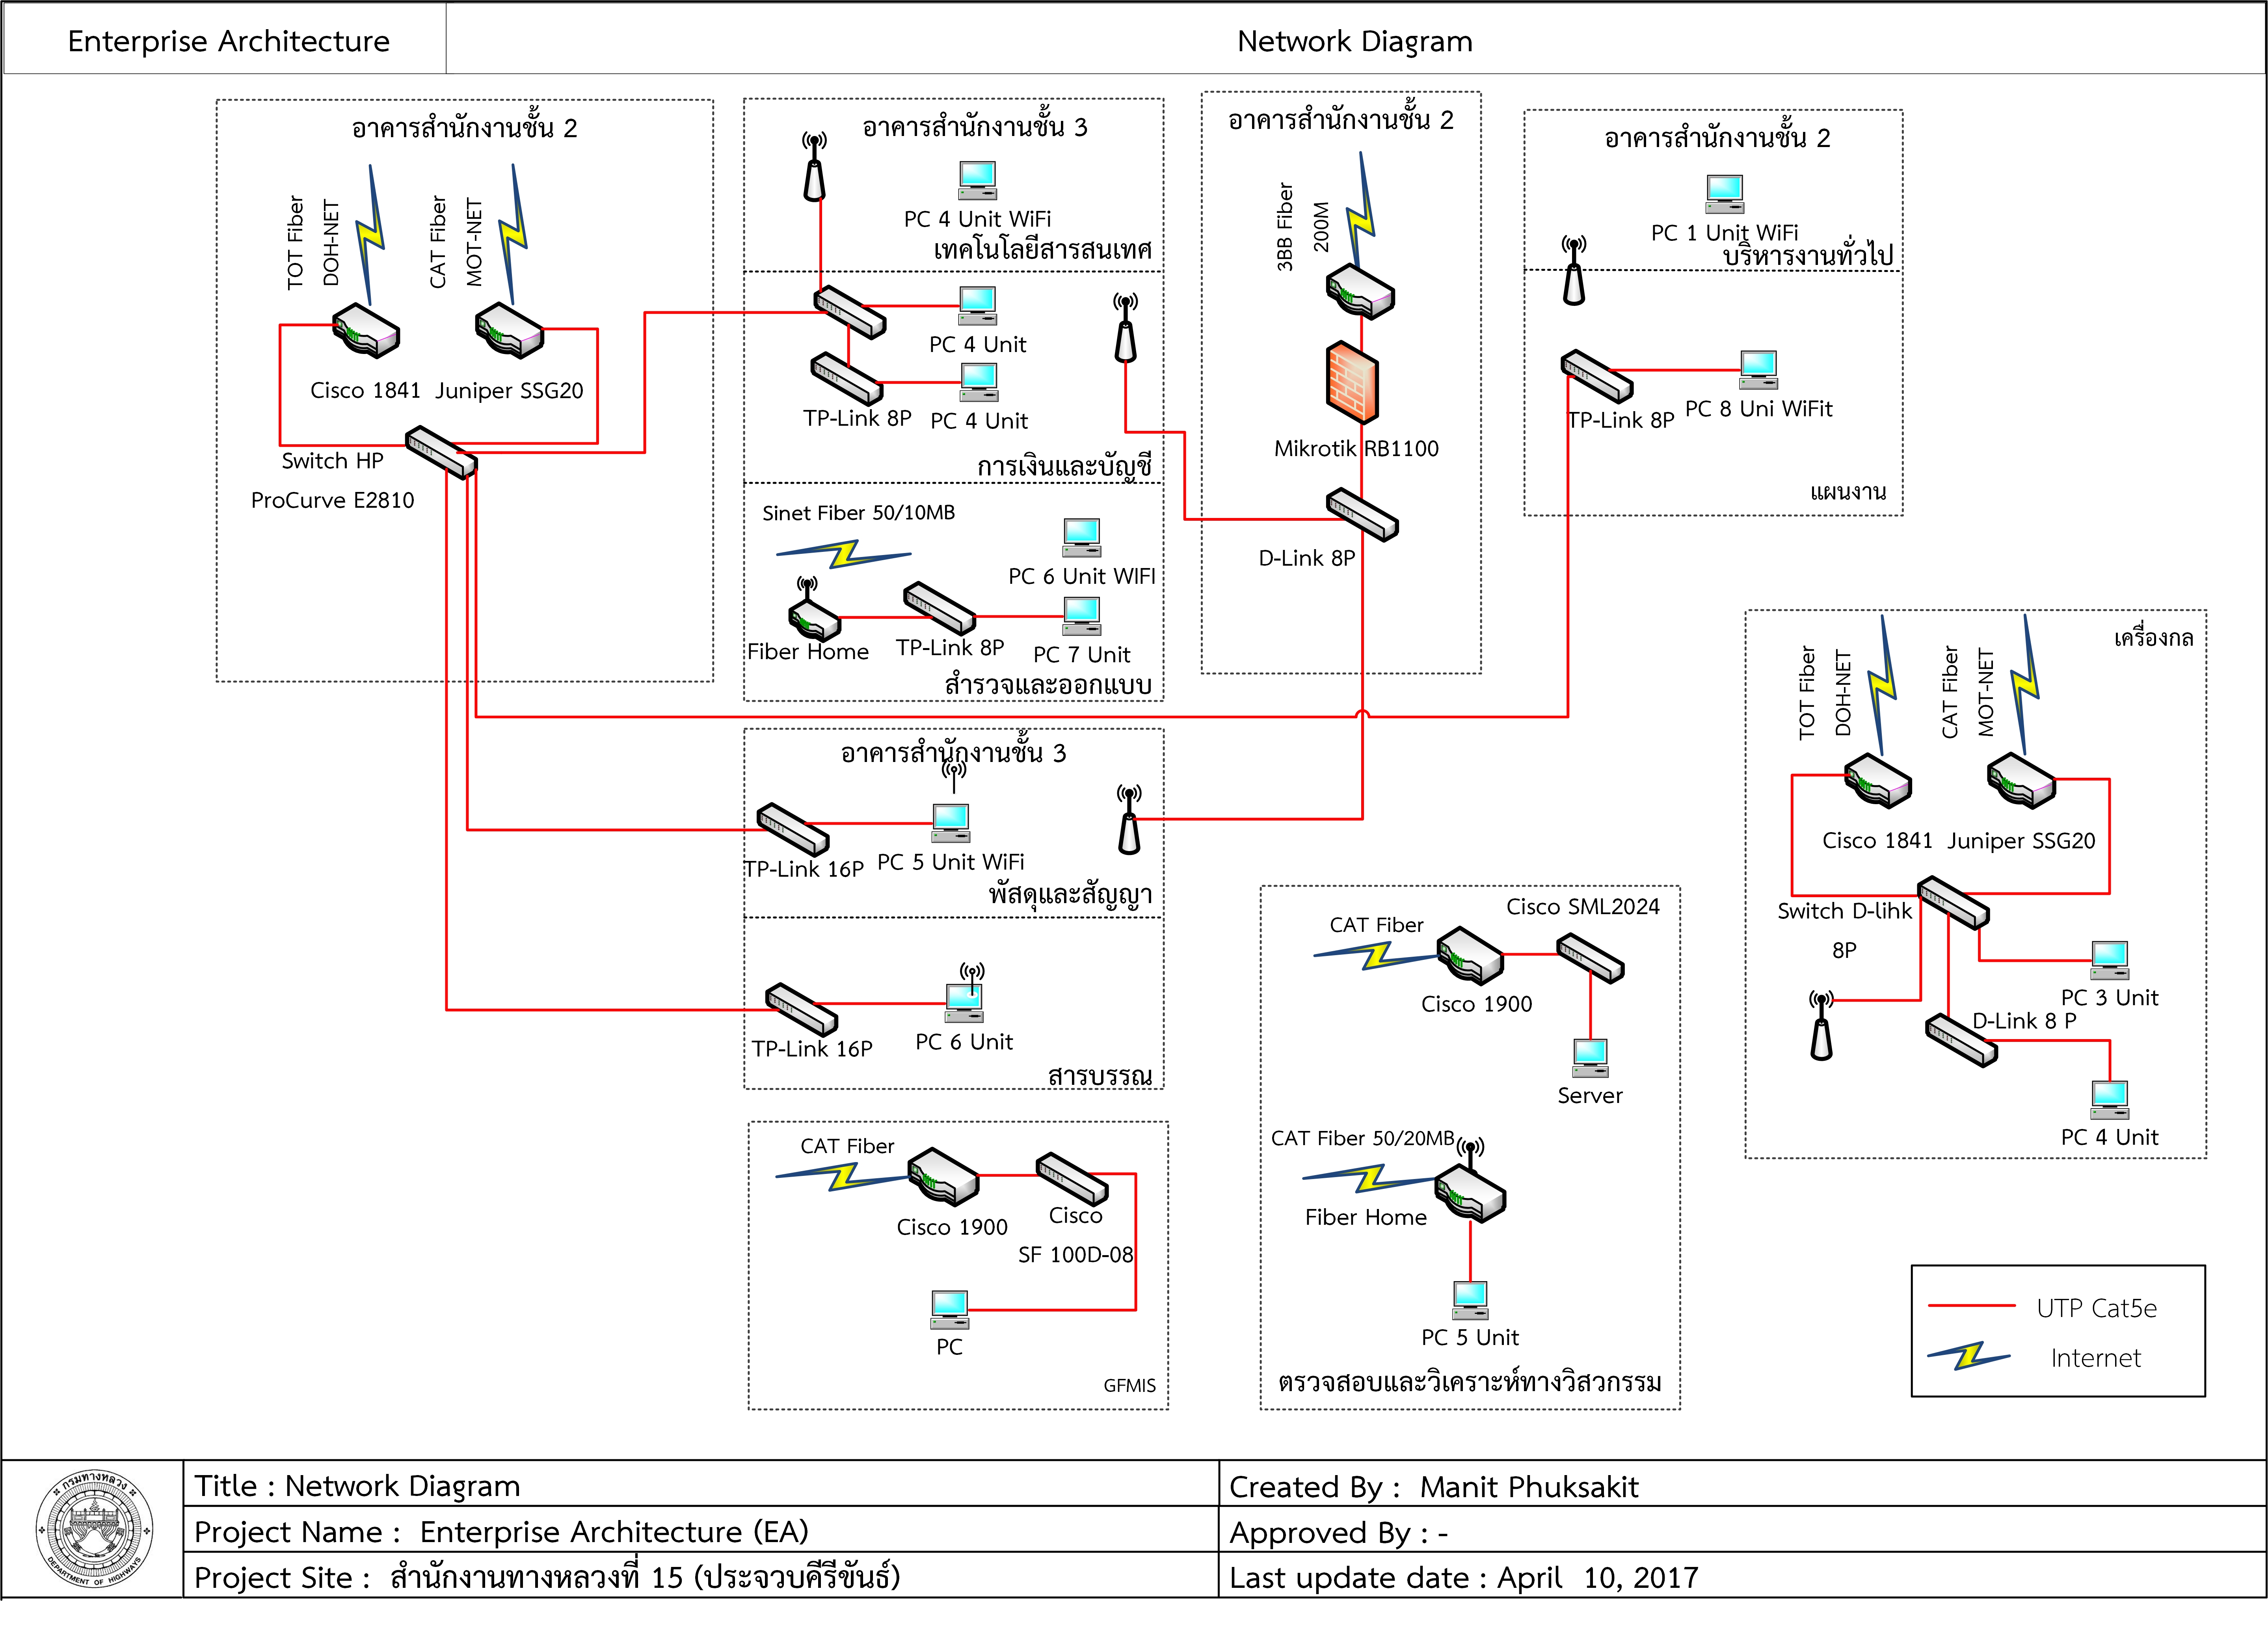 Enterprise Architecture
Network Diagram
อาคารสำนักงานชั้น 2
TOT Fiber
DOH-NET
CAT Fiber
MOT-NET
Cisco 1841
Juniper SSG20
Switch HP
ProCurve E2810
อาคารสำนักงานชั้น 3
PC 4 Unit WiFi
เทคโนโลยีสารสนเทศ
PC 4 Unit
TP-Link 8P
PC 4 Unit
การเงินและบัญชี
Sinet Fiber 50/10MB
PC 6 Unit WIFI
Fiber Home
TP-Link 8P
PC 7 Unit
สำรวจและออกแบบ
อาคารสำนักงานชั้น 2
3BB Fiber
200M
Mikrotik RB1100
D-Link 8P
อาคารสำนักงานชั้น 2
PC 1 Unit WiFi
บริหารงานทั่วไป
TP-Link 8P
PC 8 Uni WiFit
แผนงาน
อาคารสำนักงานชั้น 3
TP-Link 16P
PC 5 Unit WiFi
พัสดุและสัญญา
TP-Link 16P
PC 6 Unit
สารบรรณ
เครื่องกล
TOT Fiber
DOH-NET
CAT Fiber
MOT-NET
Cisco 1841
Juniper SSG20
Switch D-lihk
8P
PC 3 Unit
D-Link 8 P
PC 4 Unit
CAT Fiber
Cisco 1900
Cisco
SF 100D-08
PC
GFMIS
Cisco SML2024
CAT Fiber
Cisco 1900
Server
CAT Fiber 50/20MB
Fiber Home
PC 5 Unit
ตรวจสอบและวิเคราะห์ทางวิสวกรรม
UTP Cat5e
Internet
กรมทางหลวง
DEPARTMENT OF HIGHWAYS
Title : Network Diagram
Created By : Manit Phuksakit
Project Name : Enterprise Architecture (EA)
Approved By : -
Project Site : สำนักงานทางหลวงที่ 15 (ประจวบคีรีขันธ์)
Last update date : April 10, 2017